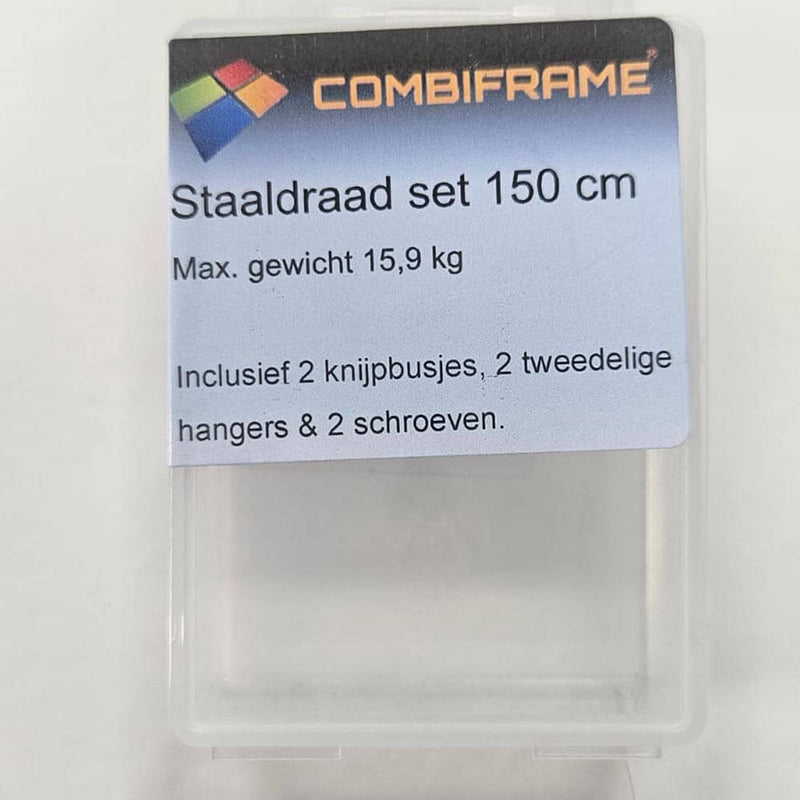 COMBIFRAME®
Staaldraad set 150 cm
Max. gewicht 15,9 kg
Inclusief 2 knijpbusjes, 2 tweedelige
hangers & 2 schroeven.